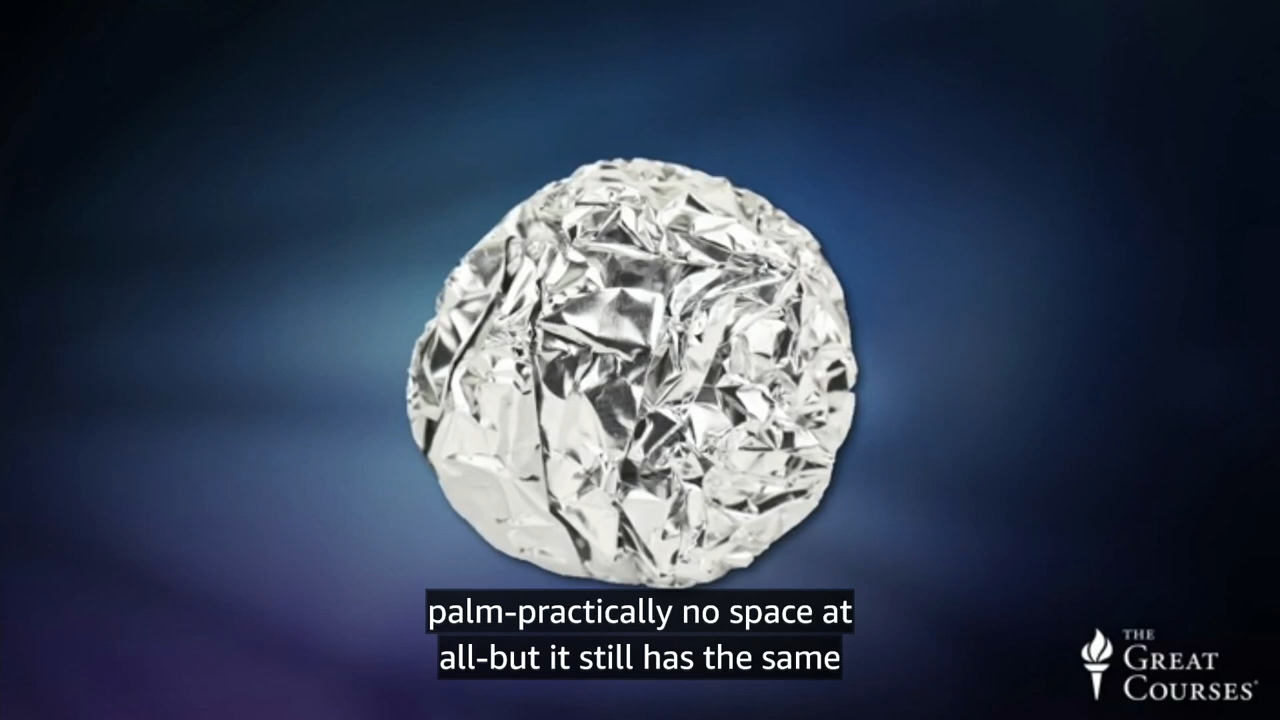 palm-practically no space at
all-but it still has the same
THE
GREAT
COURSES